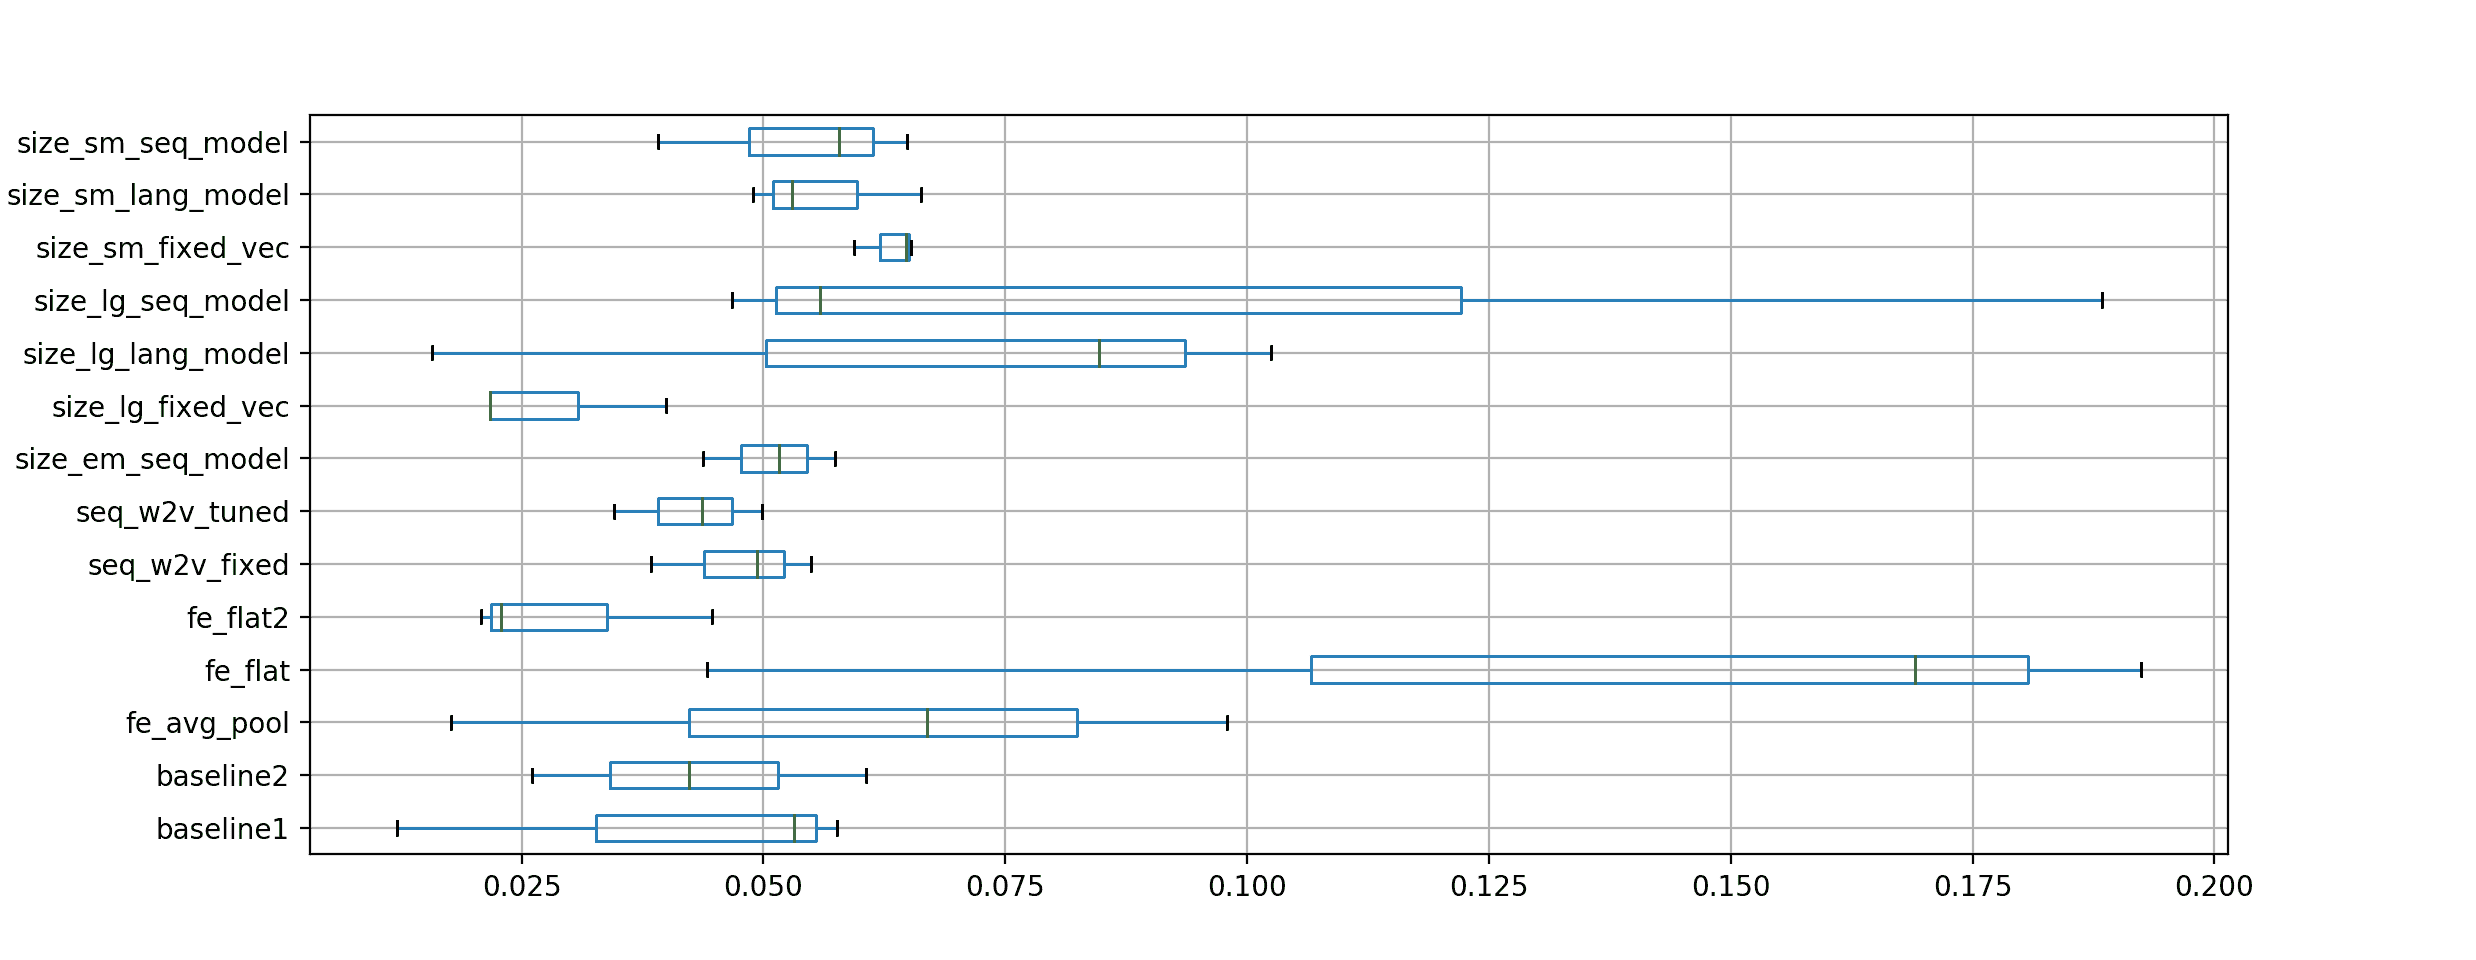 size_sm_seq_model
size_sm_lang_model
size_sm_fixed_vec
size_lg_seq_model
size_lg_lang_model
size_lg_fixed_vec
size_em_seq_model
seq_w2v_tuned
seq_w2v_fixed
fe_flat2
fe_flat
fe_avg_pool
baseline2
baseline1
0.025 0.050 0.075 0.100 0.125 0.150 0.175 0.200